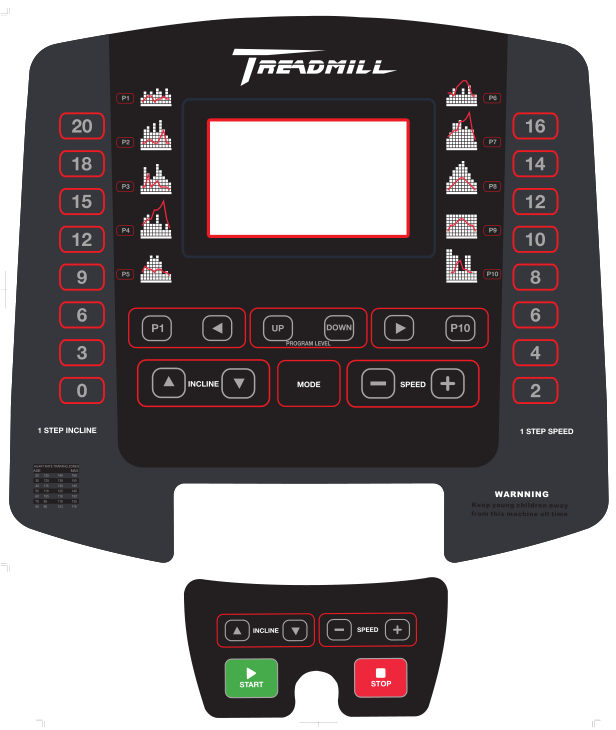 TREADMILL
P1
P6
20
16
P2
P7
18
14
P3
P8
15
12
P4
P9
12
10
P5
P10
9
8
6
6
P1
UP
DOWN
P10
PROGRAM LEVEL
3
4
INCLINE
MODE
SPEED
0
2
1 STEP INCLINE
1 STEP SPEED
WARNNING
Keep young children away
from this machine all time
INCLINE
SPEED
START
STOP